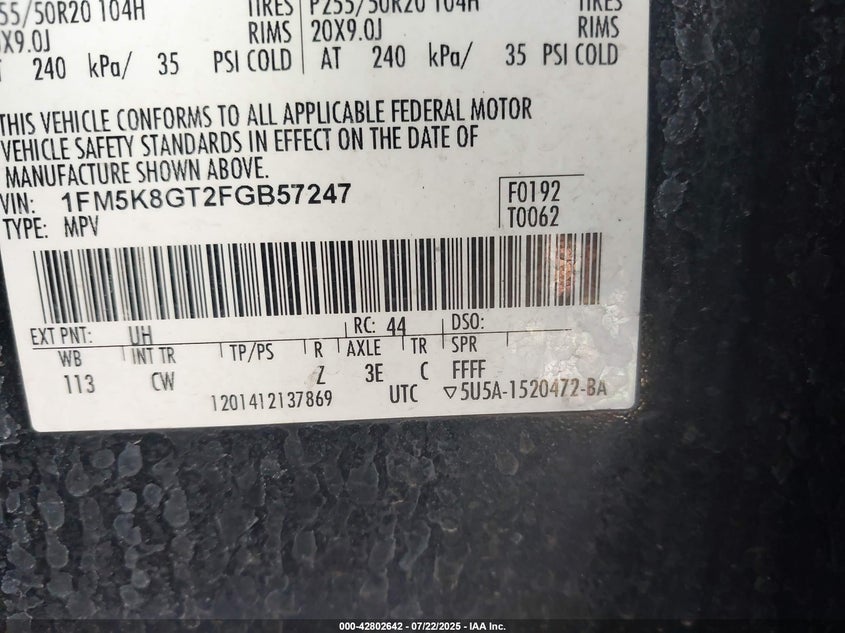 55/50R20 104H TIRES P255/50R20 104H TIRES
X9.0J RIMS 20X9.0J RIMS
AT 240 kPa/ 35 PSI COLD AT 240 kPa/ 35 PSI COLD
THIS VEHICLE CONFORMS TO ALL APPLICABLE FEDERAL MOTOR
VEHICLE SAFETY STANDARDS IN EFFECT ON THE DATE OF
MANUFACTURE SHOWN ABOVE.
VIN: 1FM5K8GT2FGB57247 F0192
TYPE: MPV T0062
EXT PNT: UH RC: 44 DSO:
WB INT TR TP/PS R AXLE TR SPR
113 CW Z 3E C FFFF
1201412137869 UTC ▽5U5A-1520472-BA
000-42802642 - 07/22/2025 - IAA Inc.